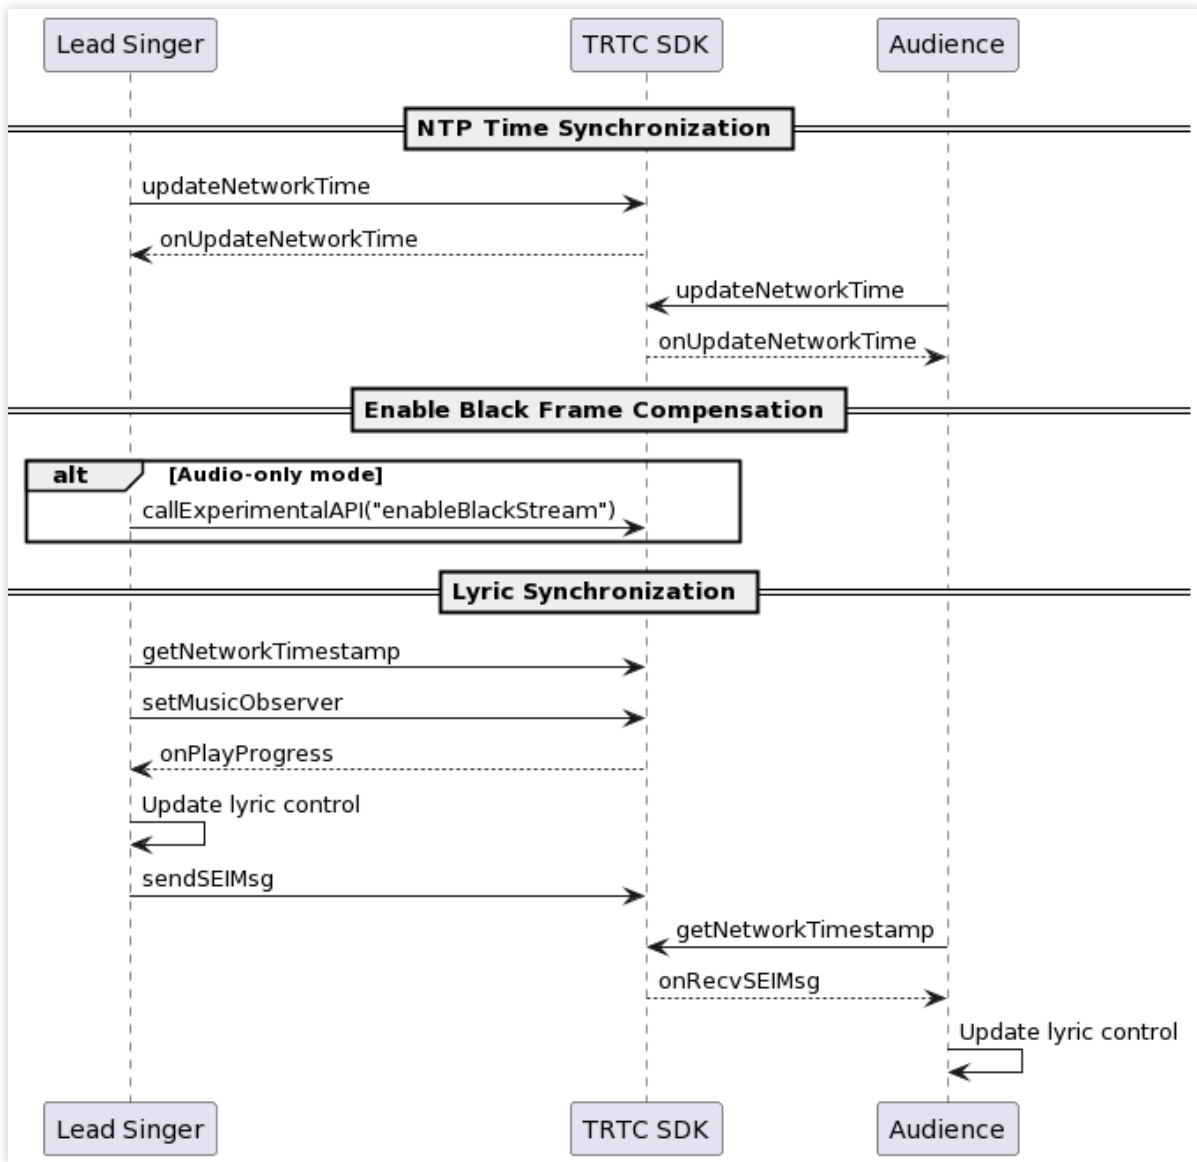 Lead Singer
TRTC SDK
Audience
NTP Time Synchronization
updateNetworkTime
onUpdateNetworkTime
updateNetworkTime
onUpdateNetworkTime
Enable Black Frame Compensation
alt
[Audio-only mode]
callExperimentalAPI("enableBlackStream")
Lyric Synchronization
getNetworkTimestamp
setMusicObserver
onPlayProgress
Update lyric control
sendSEIMsg
getNetworkTimestamp
onRecvSEIMsg
Update lyric control
Lead Singer
TRTC SDK
Audience